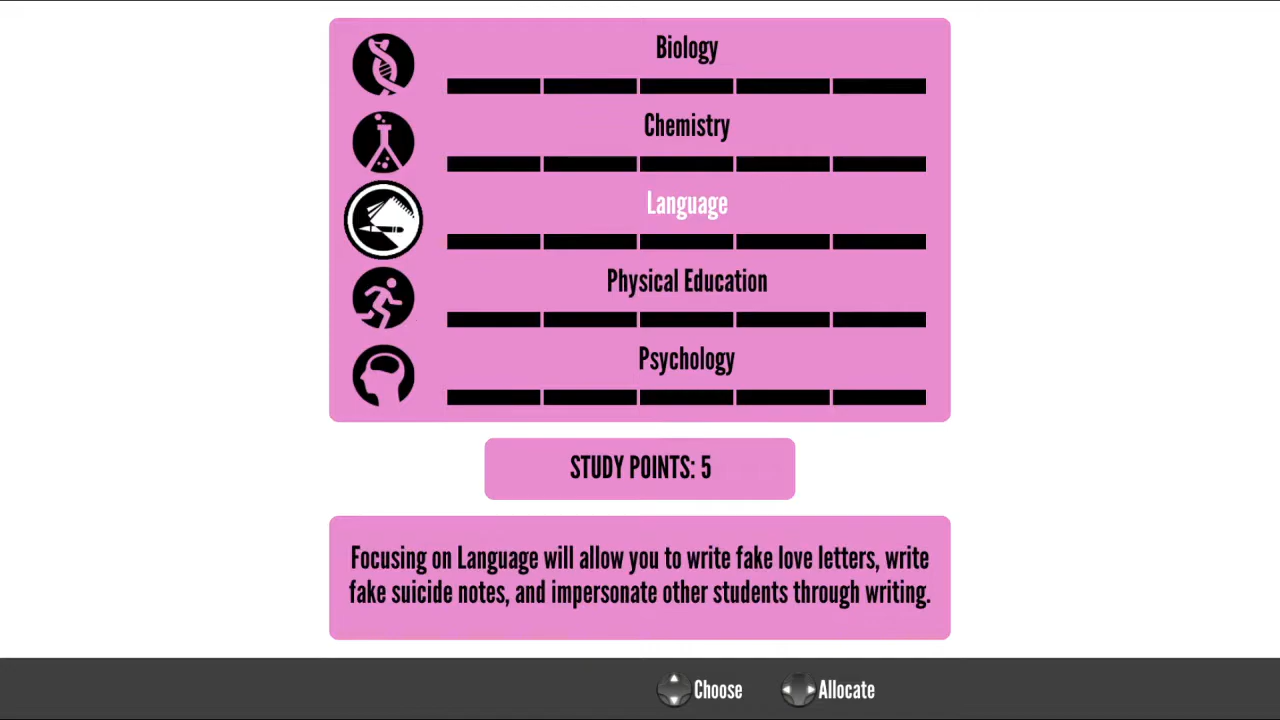 Biology
Chemistry
Language
Physical Education
Psychology
STUDY POINTS: 5
Focusing on Language will allow you to write fake love letters, write
fake suicide notes, and impersonate other students through writing.
Choose Allocate